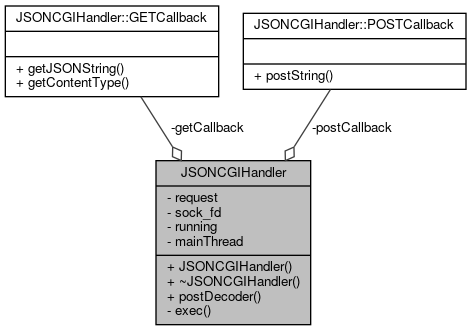 JSONCGIHandler::GETCallback
+ getJSONString()
+ getContentType()
JSONCGIHandler::POSTCallback
+ postString()
-getCallback
-postCallback
JSONCGIHandler
- request
- sock_fd
- running
- mainThread
+ JSONCGIHandler()
+ ~JSONCGIHandler()
+ postDecoder()
- exec()